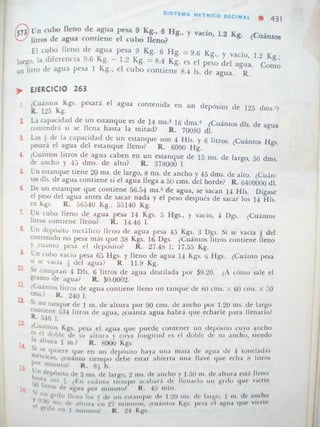 SISTEMA METRICO DECIMAL • 431
573 Un cubo lleno de agua pesa 9 Kg., 6 Hg., y vacío, 1.2 Kg. ¿Cuántos
litros de agua contiene el cubo lleno?
El cubo lleno de agua pesa 9 Kg. 6 Hg. = 9.6 Kg., y vacío, 1.2 Kg.;
luego, la diferencia 9.6 Kg. — 1.2 Kg. = 8.4 Kg. es el peso del agua. Como
un litro de agua pesa 1 Kg., el cubo contiene 8.4 ls. de agua. R.
EJERCICIO 263
1. ¿Cuántos Kgs. pesará el agua contenida en un depósito de 125 dms.³?
R. 125 Kg.
2. La capacidad de un estanque es de 14 ms.³ 16 dms.³ ¿Cuántos dls. de agua
contendrá si se llena hasta la mitad? R. 70080 dl.
3. Los de la capacidad de un estanque son 4 Hls. y 6 litros. ¿Cuántos Hgs.
pesará el agua del estanque lleno? R. 6090 Hg.
4. ¿Cuántos litros de agua caben en un estanque de 15 ms. de largo, 56 dms.
de ancho y 45 dms. de alto? R. 378000 l.
5. Un estanque tiene 20 ms. de largo, 8 ms. de ancho y 45 dms. de alto. ¿Cuán-
tos dls. de agua contiene si el agua llega a 50 cms. del borde? R. 6400000 dl.
6. De un estanque que contiene 56.54 ms.³ de agua, se sacan 14 Hls. Dígase
el peso del agua antes de sacar nada y el peso después de sacar los 14 Hls.
en Kgs. R. 56540 Kg.; 55140 Kg.
7. Un cubo lleno de agua pesa 14 Kgs. 5 Hgs., y vacío, 4 Dgs. ¿Cuántos
litros contiene lleno? R. 14.46 l.
8. Un depósito metálico lleno de agua pesa 45 Kgs. 3 Dgs. Si se vacía del
contenido no pesa más que 38 Kgs. 16 Dgs. ¿Cuántos litros contiene lleno
y cuánto pesa el depósito? R. 27.48 l; 17.55 Kg.
9. Un cubo vacío pesa 65 Hgs. y lleno de agua 14 Kgs. 6 Hgs. ¿Cuánto pesa
si se vacía del agua? R. 11.9 Kg.
10. Se compran 4 Dls. 6 litros de agua destilada por $9.20. ¿A cómo sale el
gramo de agua? R. $0.0002.
11. ¿Cuántos litros de agua contiene lleno un tanque de 80 cms. × 60 cms. × 50
cms.? R. 240 l.
12. Si un tanque de 1 m. de altura por 90 cms. de ancho por 1.20 ms. de largo
contiene 534 litros de agua, ¿cuánta agua habrá que echarle para llenarlo?
R. 546 l.
13. ¿Cuántos Kgs. pesa el agua que puede contener un depósito cuyo ancho
es el doble de su altura y cuya longitud es el doble de su ancho, siendo
la altura 1 m.? R. 8000 Kgs.
14. Si se quiere que en un depósito haya una masa de agua de toneladas
métricas, ¿cuánto tiempo debe estar abierta una llave que echa 8 litros
por minuto? R.
15. Un depósito de 3 ms. de largo, 2 ms. de ancho y 1.50 m. de altura está lleno
hasta sus ¿En cuánto tiempo acabará de llenarlo un grifo que vierte
50 litros de agua por minuto? R. 45 min.
16. Si un grifo llena los de un estanque de 1.20 ms. de largo, 1 m. de ancho
y 0.90 ms. de altura en 27 minutos, ¿cuántos Kgs. pesa el agua que vierte
el grifo en 1 minuto? R. 24 Kgs.